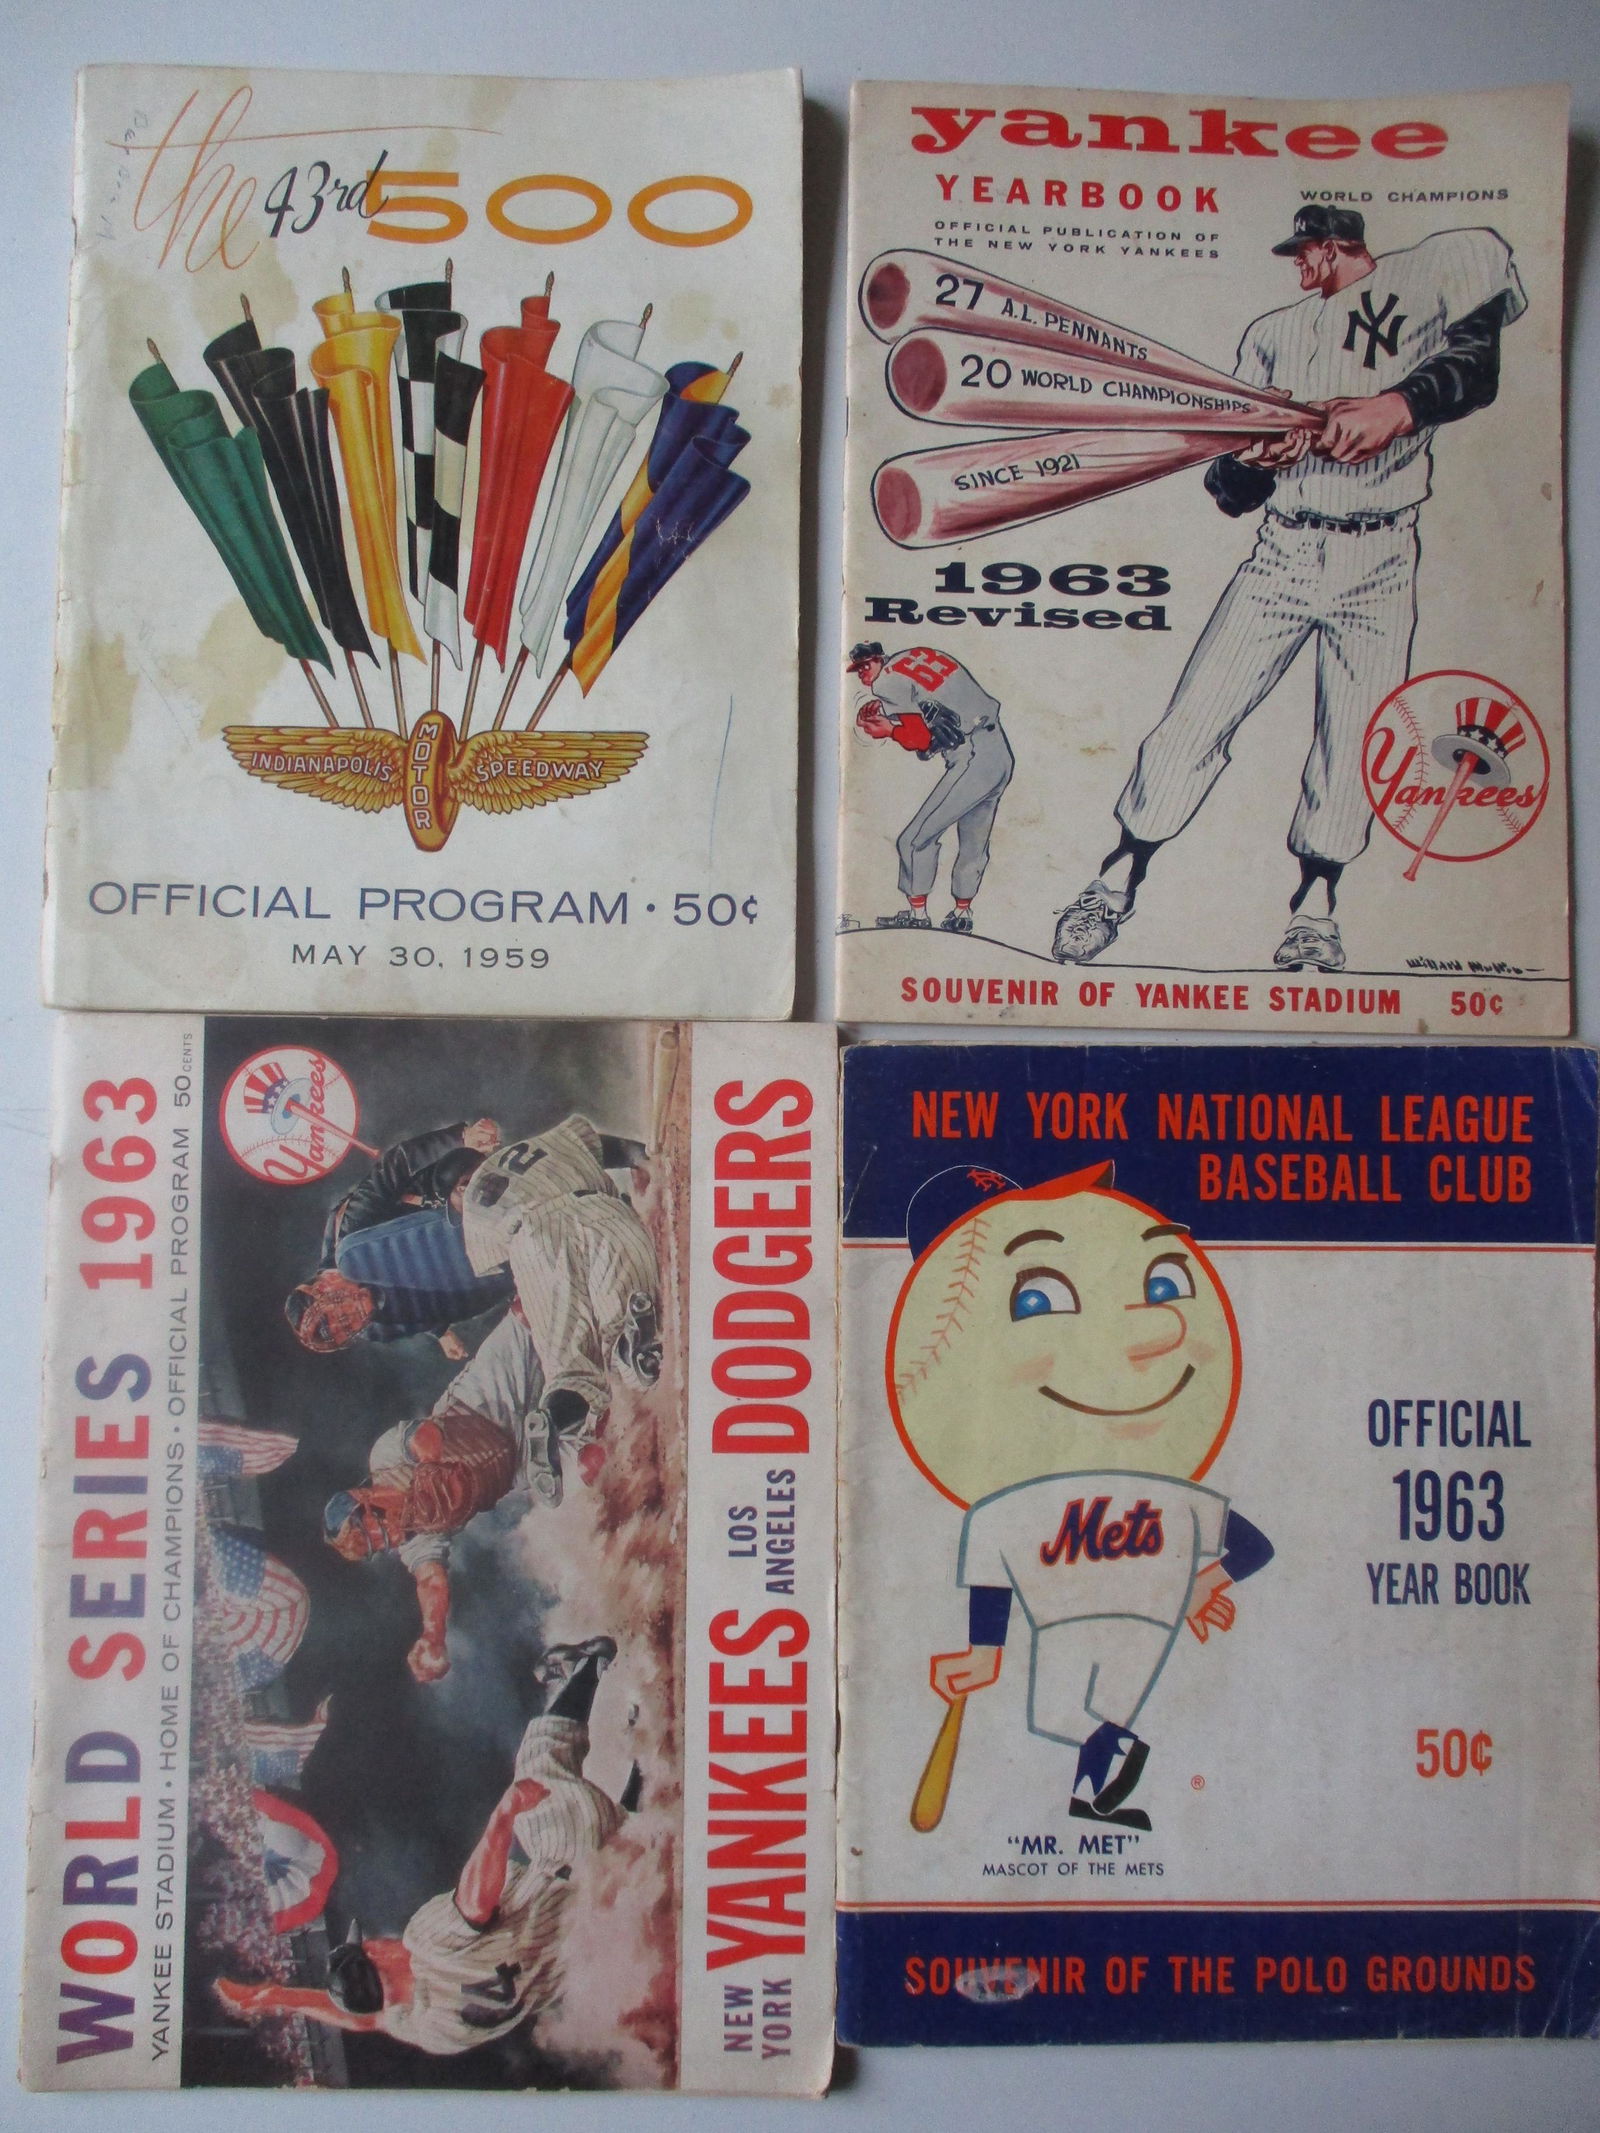 the 43rd 500
INDIANAPOLIS
MOTOR
SPEEDWAY
OFFICIAL PROGRAM • 50¢
MAY 30, 1959
yankee
YEARBOOK
WORLD CHAMPIONS
OFFICIAL PUBLICATION OF
THE NEW YORK YANKEES
N
27 A.L. PENNANTS
NY
20 WORLD CHAMPIONSHIPS
SINCE 1921
1963
Revised
63
Yankees
SOUVENIR OF YANKEE STADIUM 50¢
WORLD SERIES 1963
YANKEE STADIUM • HOME OF CHAMPIONS • OFFICIAL PROGRAM 50 CENTS
Yankees
2
14
NEW YORK YANKEES LOS ANGELES DODGERS
NEW YORK NATIONAL LEAGUE
BASEBALL CLUB
NY
Mets
OFFICIAL
1963
YEAR BOOK
50¢
®
"MR. MET"
MASCOT OF THE METS
SOUVENIR OF THE POLO GROUNDS